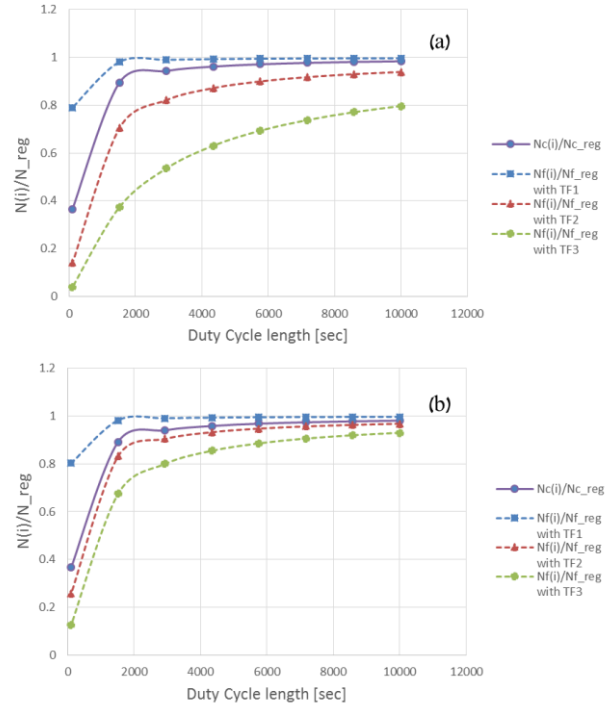 1.2
(a)
1
0.8
0.6
0.4
0.2
0
N(i)/N_reg
0 2000 4000 6000 8000 10000 12000
Duty Cycle length [sec]
Nc(i)/Nc_reg
Nf(i)/Nf_reg
with TF1
Nf(i)/Nf_reg
with TF2
Nf(i)/Nf_reg
with TF3
1.2
(b)
1
0.8
0.6
0.4
0.2
0
N(i)/N_reg
0 2000 4000 6000 8000 10000 12000
Duty Cycle length [sec]
Nc(i)/Nc_reg
Nf(i)/Nf_reg
with TF1
Nf(i)/Nf_reg
with TF2
Nf(i)/Nf_reg
with TF3